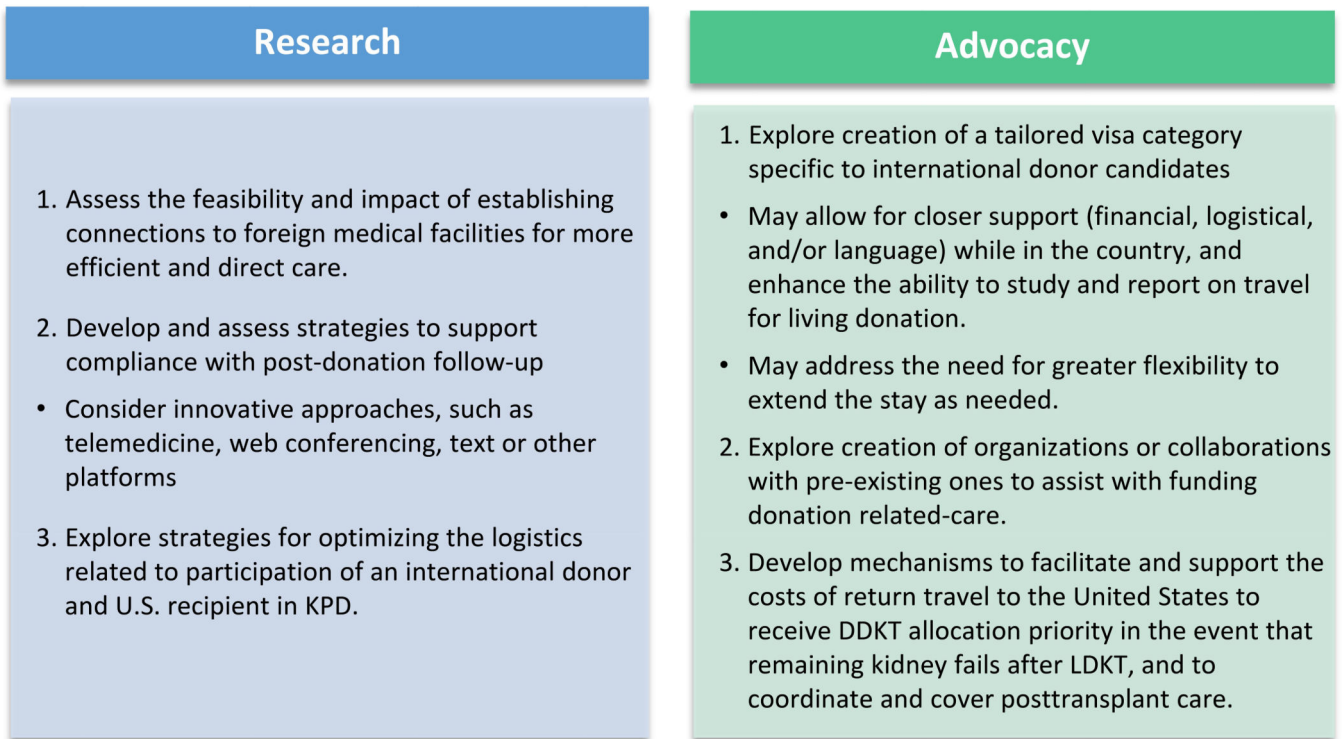 Research
1. Assess the feasibility and impact of establishing
connections to foreign medical facilities for more
efficient and direct care.
2. Develop and assess strategies to support
compliance with post-donation follow-up
• Consider innovative approaches, such as
telemedicine, web conferencing, text or other
platforms
3. Explore strategies for optimizing the logistics
related to participation of an international donor
and U.S. recipient in KPD.
Advocacy
1. Explore creation of a tailored visa category
specific to international donor candidates
• May allow for closer support (financial, logistical,
and/or language) while in the country, and
enhance the ability to study and report on travel
for living donation.
• May address the need for greater flexibility to
extend the stay as needed.
2. Explore creation of organizations or collaborations
with pre-existing ones to assist with funding
donation related-care.
3. Develop mechanisms to facilitate and support the
costs of return travel to the United States to
receive DDKT allocation priority in the event that
remaining kidney fails after LDKT, and to
coordinate and cover posttransplant care.